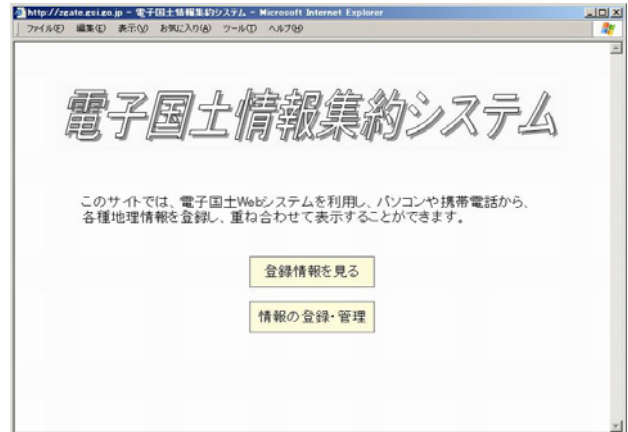 http://zgate.gsi.go.jp - 電子国土情報集約システム - Microsoft Internet Explorer
ファイル(F) 編集(E) 表示(V) お気に入り(A) ツール(T) ヘルプ(H)
電子国土情報集約システム
このサイトでは、電子国土Webシステムを利用し、パソコンや携帯電話から、
各種地理情報を登録し、重ね合わせて表示することができます。
登録情報を見る
情報の登録・管理